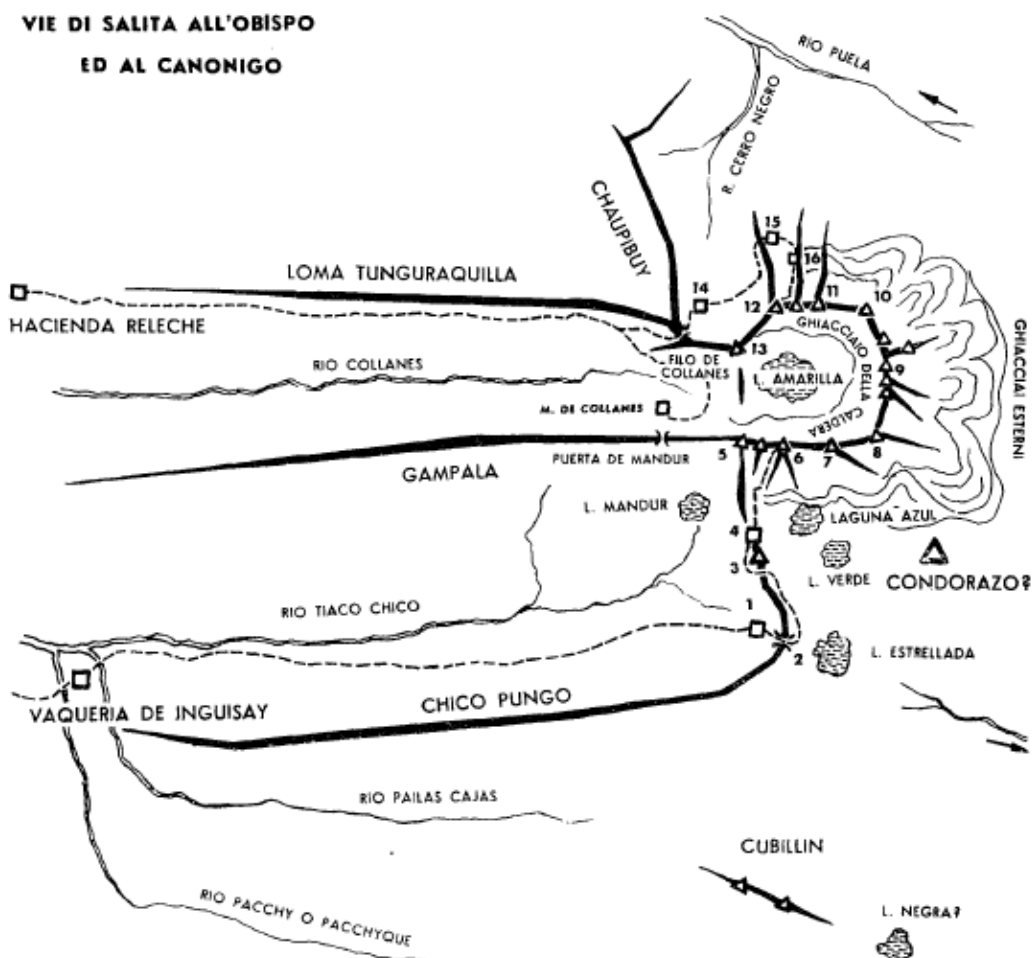 VIE DI SALITA ALL'OBISPO
ED AL CANONIGO
RIO PUELA
R. CERRO NEGRO
CHAUPIBUY
15
16
LOMA TUNGURAQUILLA
14
12
11
10
HACIENDA RELECHE
13
GHIACCIAIO DELLA CALDERA
GHIACCIAI ESTERNI
RIO COLLANES
FILO DE
COLLANES
L. AMARILLA
9
M. DE COLLANES
GAMPALA
PUERTA DE MANDUR
5
6
7
8
L. MANDUR
LAGUNA AZUL
4
3
L. VERDE
CONDORAZO?
RIO TIACO CHICO
1
2
L. ESTRELLADA
VAQUERIA DE INGUISAY
CHICO PUNGO
RIO PAILAS CAJAS
CUBILLIN
RIO PACCHY O PACCHYQUE
L. NEGRA?